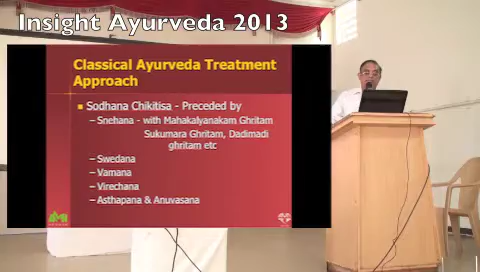 Insight Ayurveda 2013
Classical Ayurveda Treatment
Approach
Sodhana Chikitisa - Preceded by
– Snehana - with Mahakalyanakam Ghritam
Sukumara Ghritam, Dadimadi
ghritam etc
– Swedana
– Vamana
– Virechana
– Asthapana & Anuvasana